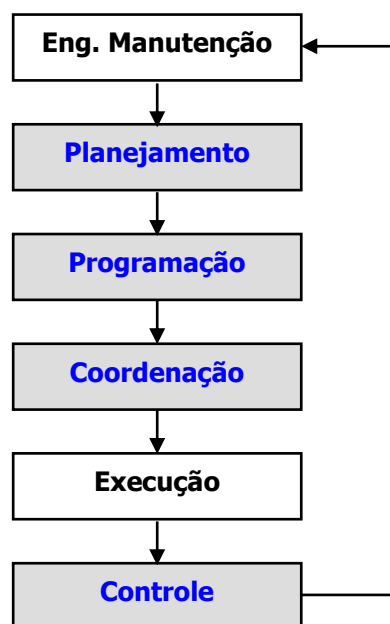 Eng. Manutenção
Planejamento
Programação
Coordenação
Execução
Controle